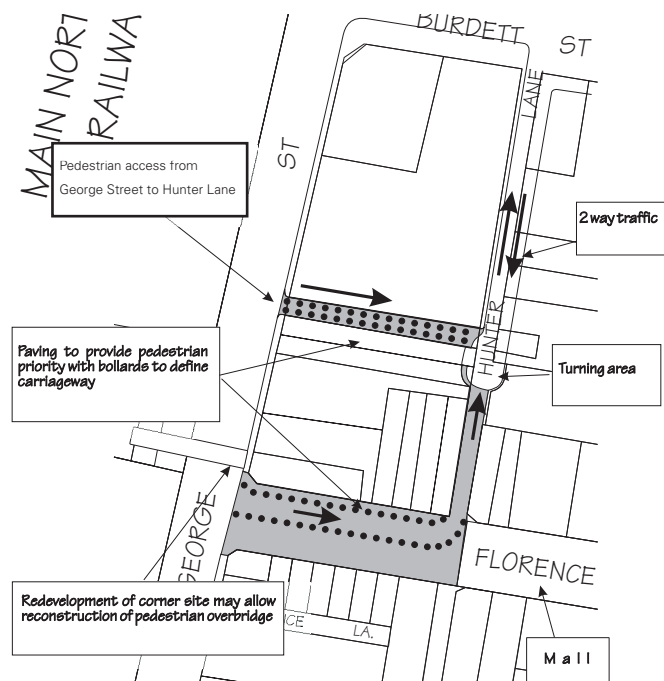 BURDETT
ST
MAIN NORT
RAILWA
LANE
ST
Pedestrian access from
George Street to Hunter Lane
2 way traffic
HUNTER
Paving to provide pedestrian
priority with bollards to define
carriageway
Turning area
GEORGE
FLORENCE
Redevelopment of corner site may allow
reconstruction of pedestrian overbridge
NCE
LA.
Mall